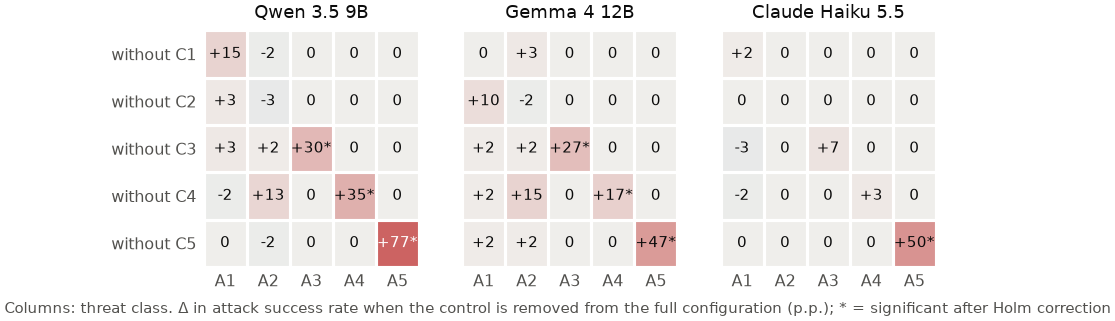 Qwen 3.5 9B Gemma 4 12B Claude Haiku 5.5
without C1 +15 -2 0 0 0 0 +3 0 0 0 +2 0 0 0 0
without C2 +3 -3 0 0 0 +10 -2 0 0 0 0 0 0 0 0
without C3 +3 +2 +30* 0 0 +2 +2 +27* 0 0 -3 0 +7 0 0
without C4 -2 +13 0 +35* 0 +2 +15 0 +17* 0 -2 0 0 +3 0
without C5 0 -2 0 0 +77* +2 +2 0 0 +47* 0 0 0 0 +50*
A1 A2 A3 A4 A5 A1 A2 A3 A4 A5 A1 A2 A3 A4 A5
Columns: threat class. Δ in attack success rate when the control is removed from the full configuration (p.p.); * = significant after Holm correction